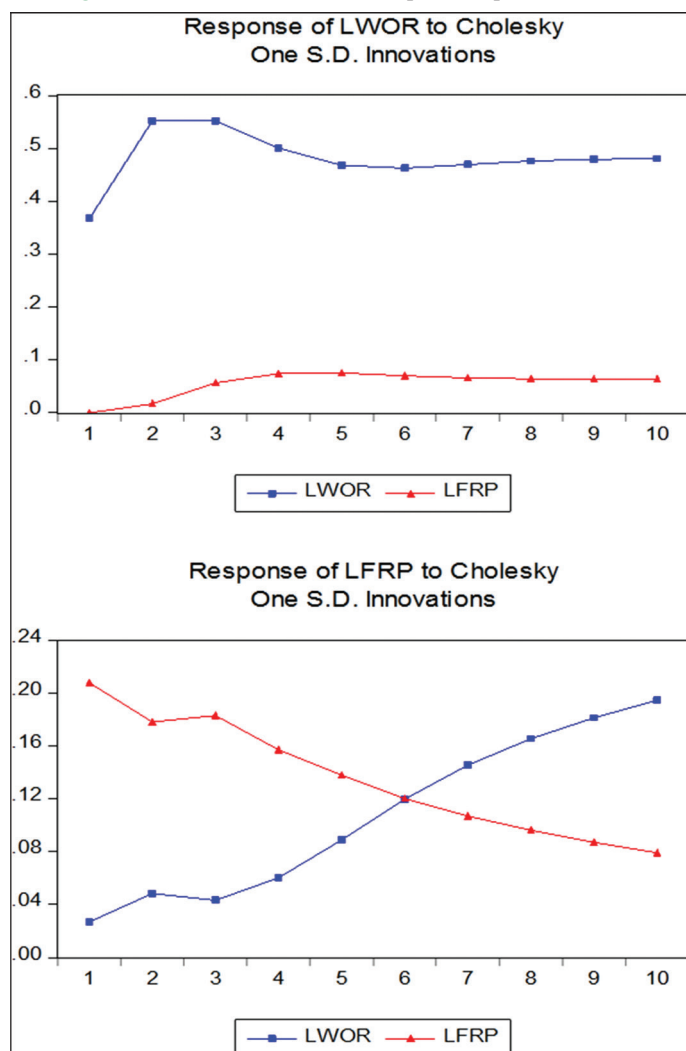 Response of LWOR to Cholesky
One S.D. Innovations
.6
.5
.4
.3
.2
.1
.0
1 2 3 4 5 6 7 8 9 10
LWOR LFRP
Response of LFRP to Cholesky
One S.D. Innovations
.24
.20
.16
.12
.08
.04
.00
1 2 3 4 5 6 7 8 9 10
LWOR LFRP